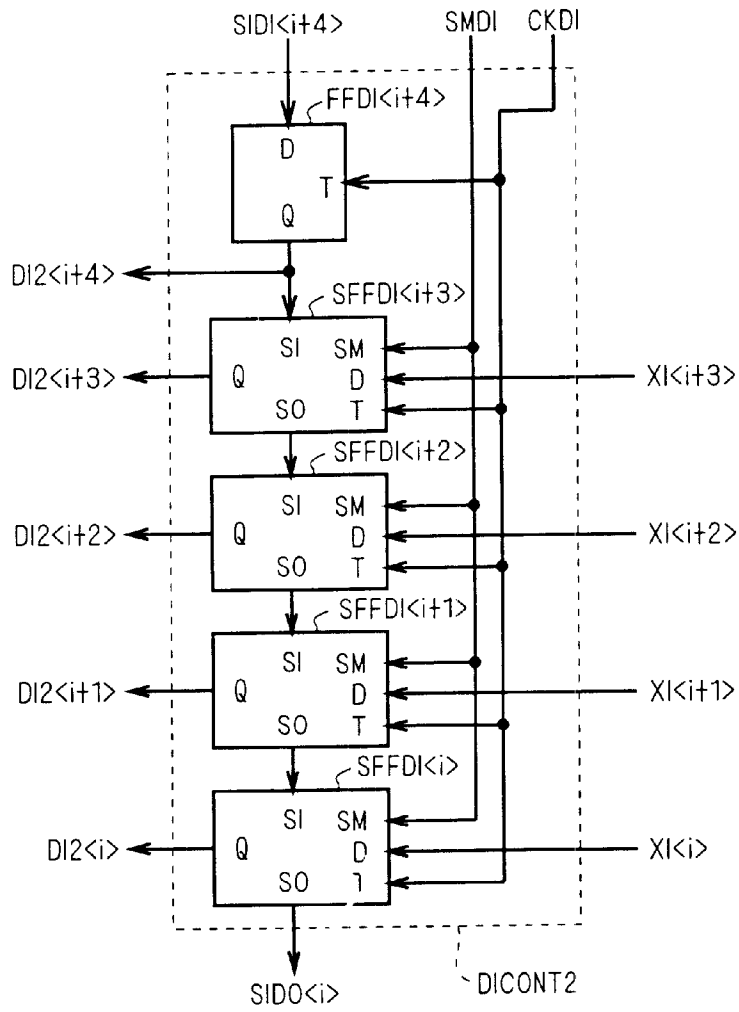 SIDI<i+4> SMDI CKDI
FFDI<i+4>
D
T
Q
DI2<i+4>
SFFDI<i+3>
SI SM
DI2<i+3> Q D XI<i+3>
SO T
SFFDI<i+2>
SI SM
DI2<i+2> Q D XI<i+2>
SO T
SFFDI<i+1>
SI SM
DI2<i+1> Q D XI<i+1>
SO T
SFFDI<i>
SI SM
DI2<i> Q D XI<i>
SO T
SIDO<i> DICONT2